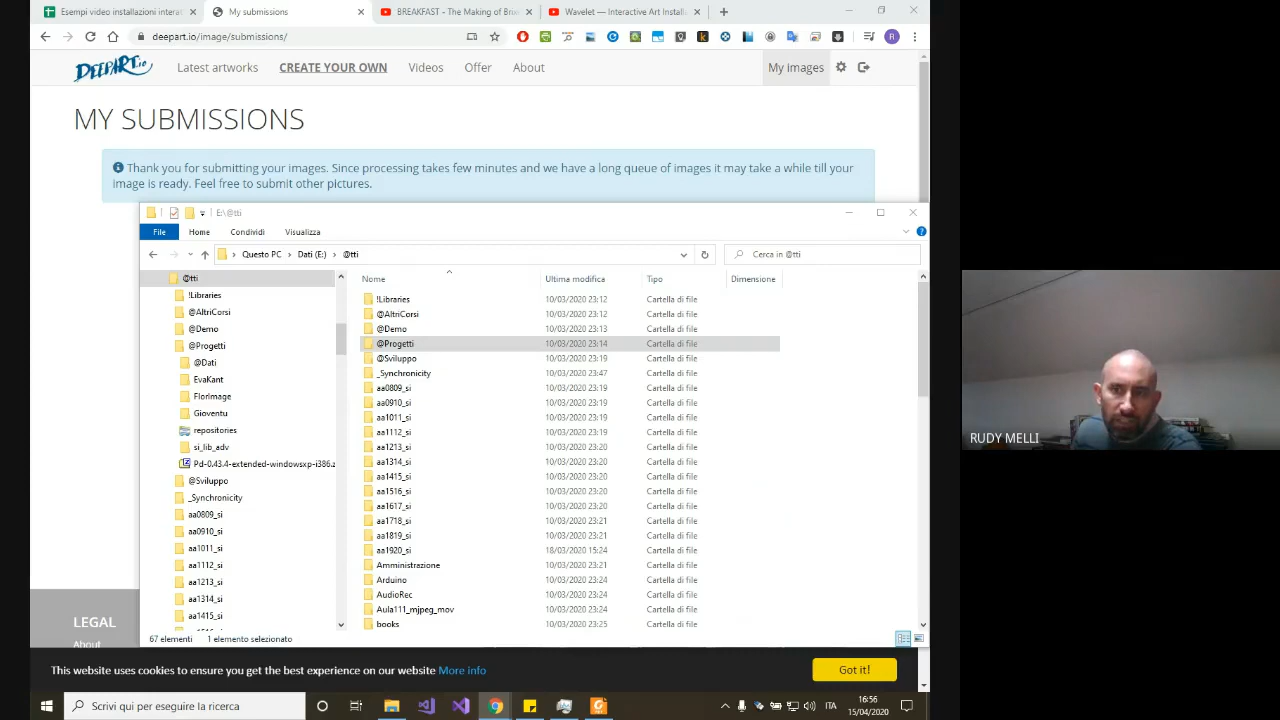 Esempi video installazioni interat
My submissions
BREAKFAST - The Making of Brix
Wavelet — Interactive Art Install
deepart.io/image/submissions/
R
DEEPART.io
Latest artworks
CREATE YOUR OWN
Videos
Offer
About
My images
MY SUBMISSIONS
Thank you for submitting your images. Since processing takes few minutes and we have a long queue of images it may take a while till your
image is ready. Feel free to submit other pictures.
E:\@tti
File
Home
Condividi
Visualizza
Questo PC > Dati (E:) > @tti
Cerca in @tti
@tti
!Libraries
@AltriCorsi
@Demo
@Progetti
@Dati
EvaKant
FlorImage
Gioventu
repositories
si_lib_adv
Pd-0.43.4-extended-windowsxp-i386.z
@Sviluppo
_Synchronicity
aa0809_si
aa0910_si
aa1011_si
aa1112_si
aa1213_si
aa1314_si
aa1415_si
Nome Ultima modifica Tipo Dimensione
!Libraries 10/03/2020 23:12 Cartella di file
@AltriCorsi 10/03/2020 23:12 Cartella di file
@Demo 10/03/2020 23:13 Cartella di file
@Progetti 10/03/2020 23:14 Cartella di file
@Sviluppo 10/03/2020 23:19 Cartella di file
_Synchronicity 10/03/2020 23:47 Cartella di file
aa0809_si 10/03/2020 23:19 Cartella di file
aa0910_si 10/03/2020 23:19 Cartella di file
aa1011_si 10/03/2020 23:19 Cartella di file
aa1112_si 10/03/2020 23:19 Cartella di file
aa1213_si 10/03/2020 23:20 Cartella di file
aa1314_si 10/03/2020 23:20 Cartella di file
aa1415_si 10/03/2020 23:20 Cartella di file
aa1516_si 10/03/2020 23:20 Cartella di file
aa1617_si 10/03/2020 23:20 Cartella di file
aa1718_si 10/03/2020 23:21 Cartella di file
aa1819_si 10/03/2020 23:21 Cartella di file
aa1920_si 18/03/2020 15:24 Cartella di file
Amministrazione 10/03/2020 23:21 Cartella di file
Arduino 10/03/2020 23:24 Cartella di file
AudioRec 10/03/2020 23:24 Cartella di file
Aula111_mjpeg_mov 10/03/2020 23:24 Cartella di file
books 10/03/2020 23:25 Cartella di file
67 elementi
1 elemento selezionato
LEGAL
About
This website uses cookies to ensure you get the best experience on our website More info
Got it!
Scrivi qui per eseguire la ricerca
ITA
16:56
15/04/2020
RUDY MELLI